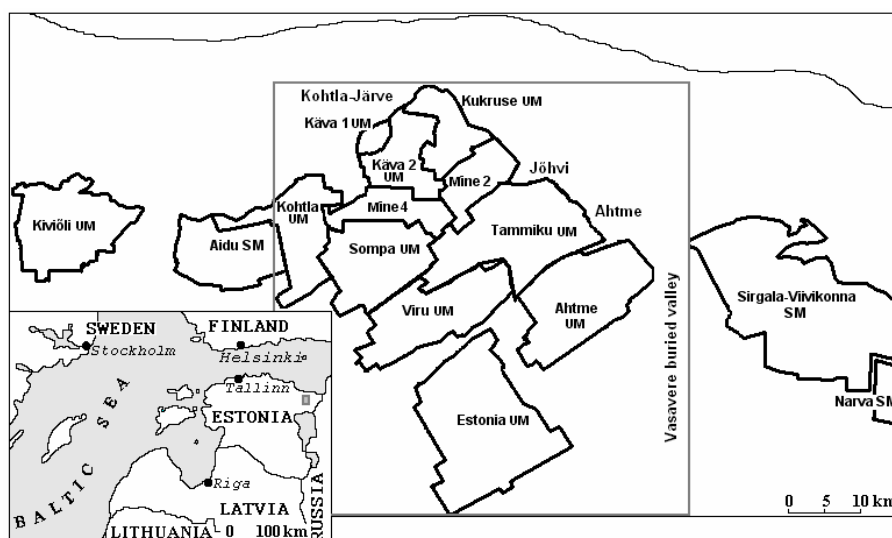 Kohtla-Järve
Kukruse UM
Käva 1 UM
Käva 2
UM
Mine 2
Jõhvi
Kohtla
UM
Mine 4
Ahtme
Kiviõli UM
Aidu SM
Sompa UM
Tammiku UM
Viru UM
Ahtme
UM
Sirgala-Viivikonna
SM
Vasavere buried valley
Narva SM
Estonia UM
0 5 10 km
SWEDEN
FINLAND
Stockholm
Helsinki
Tallinn
ESTONIA
BALTIC SEA
Riga
LATVIA
RUSSIA
LITHUANIA
0 100 km